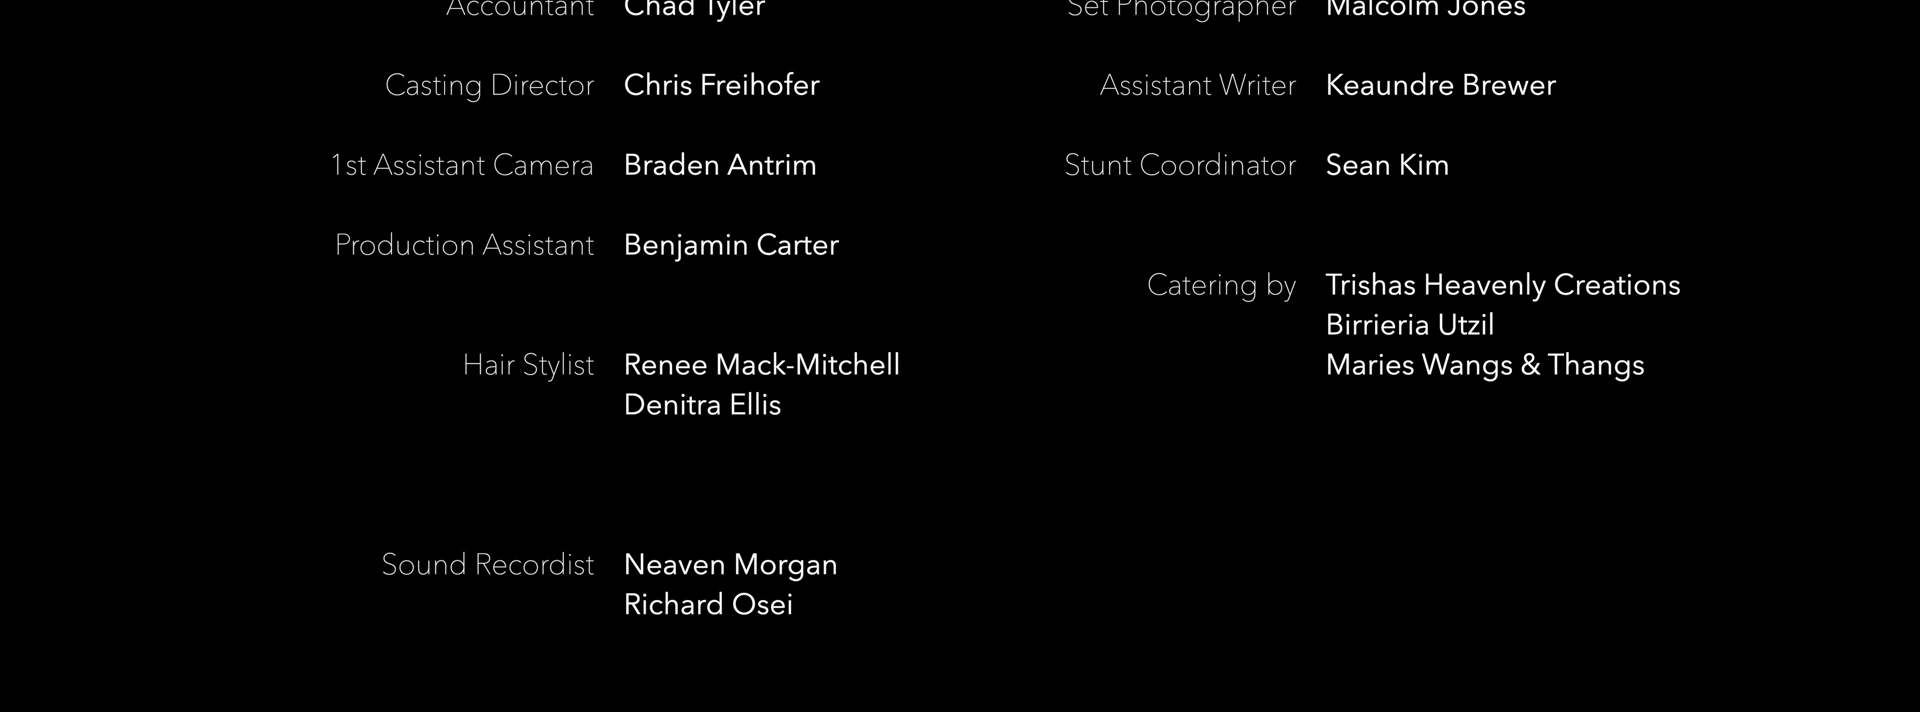 Accountant Chad Tyler
Casting Director Chris Freihofer
1st Assistant Camera Braden Antrim
Production Assistant Benjamin Carter
Hair Stylist Renee Mack-Mitchell
Denitra Ellis
Sound Recordist Neaven Morgan
Richard Osei
Set Photographer Malcolm Jones
Assistant Writer Keaundre Brewer
Stunt Coordinator Sean Kim
Catering by Trishas Heavenly Creations
Birrieria Utzil
Maries Wangs & Thangs